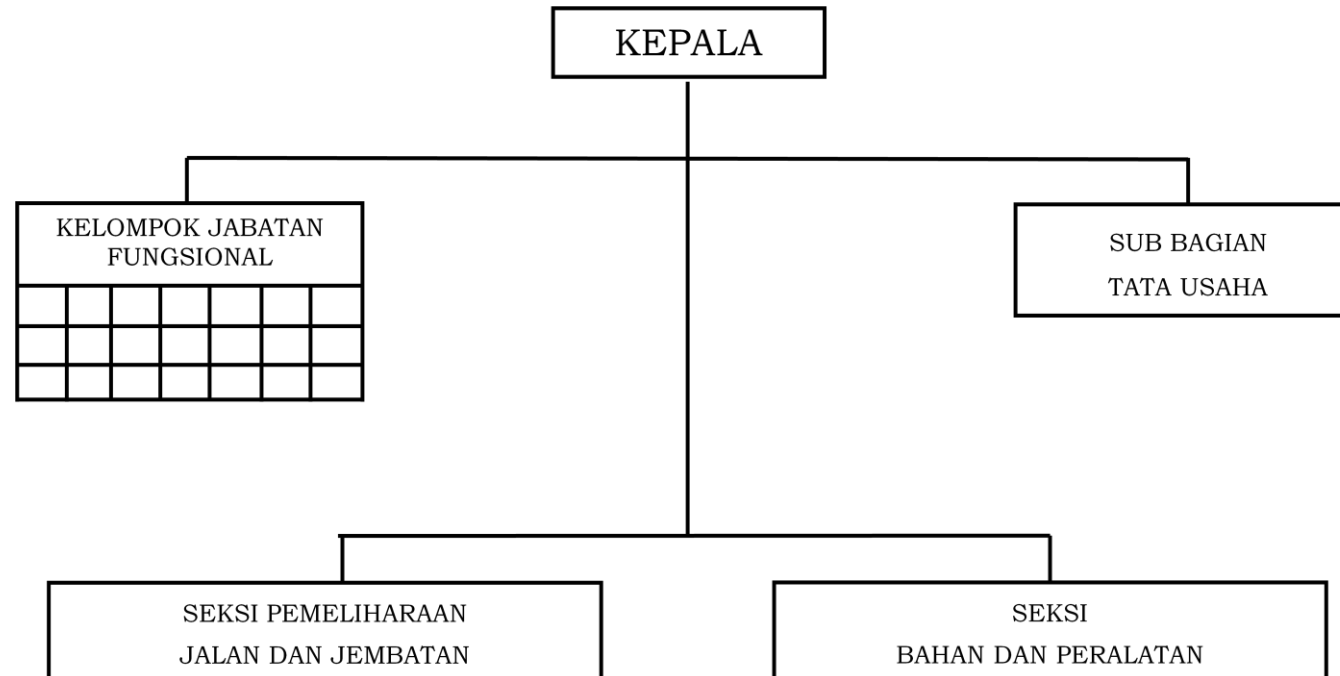 KEPALA
KELOMPOK JABATAN
FUNGSIONAL
SUB BAGIAN
TATA USAHA
SEKSI PEMELIHARAAN
JALAN DAN JEMBATAN
SEKSI
BAHAN DAN PERALATAN